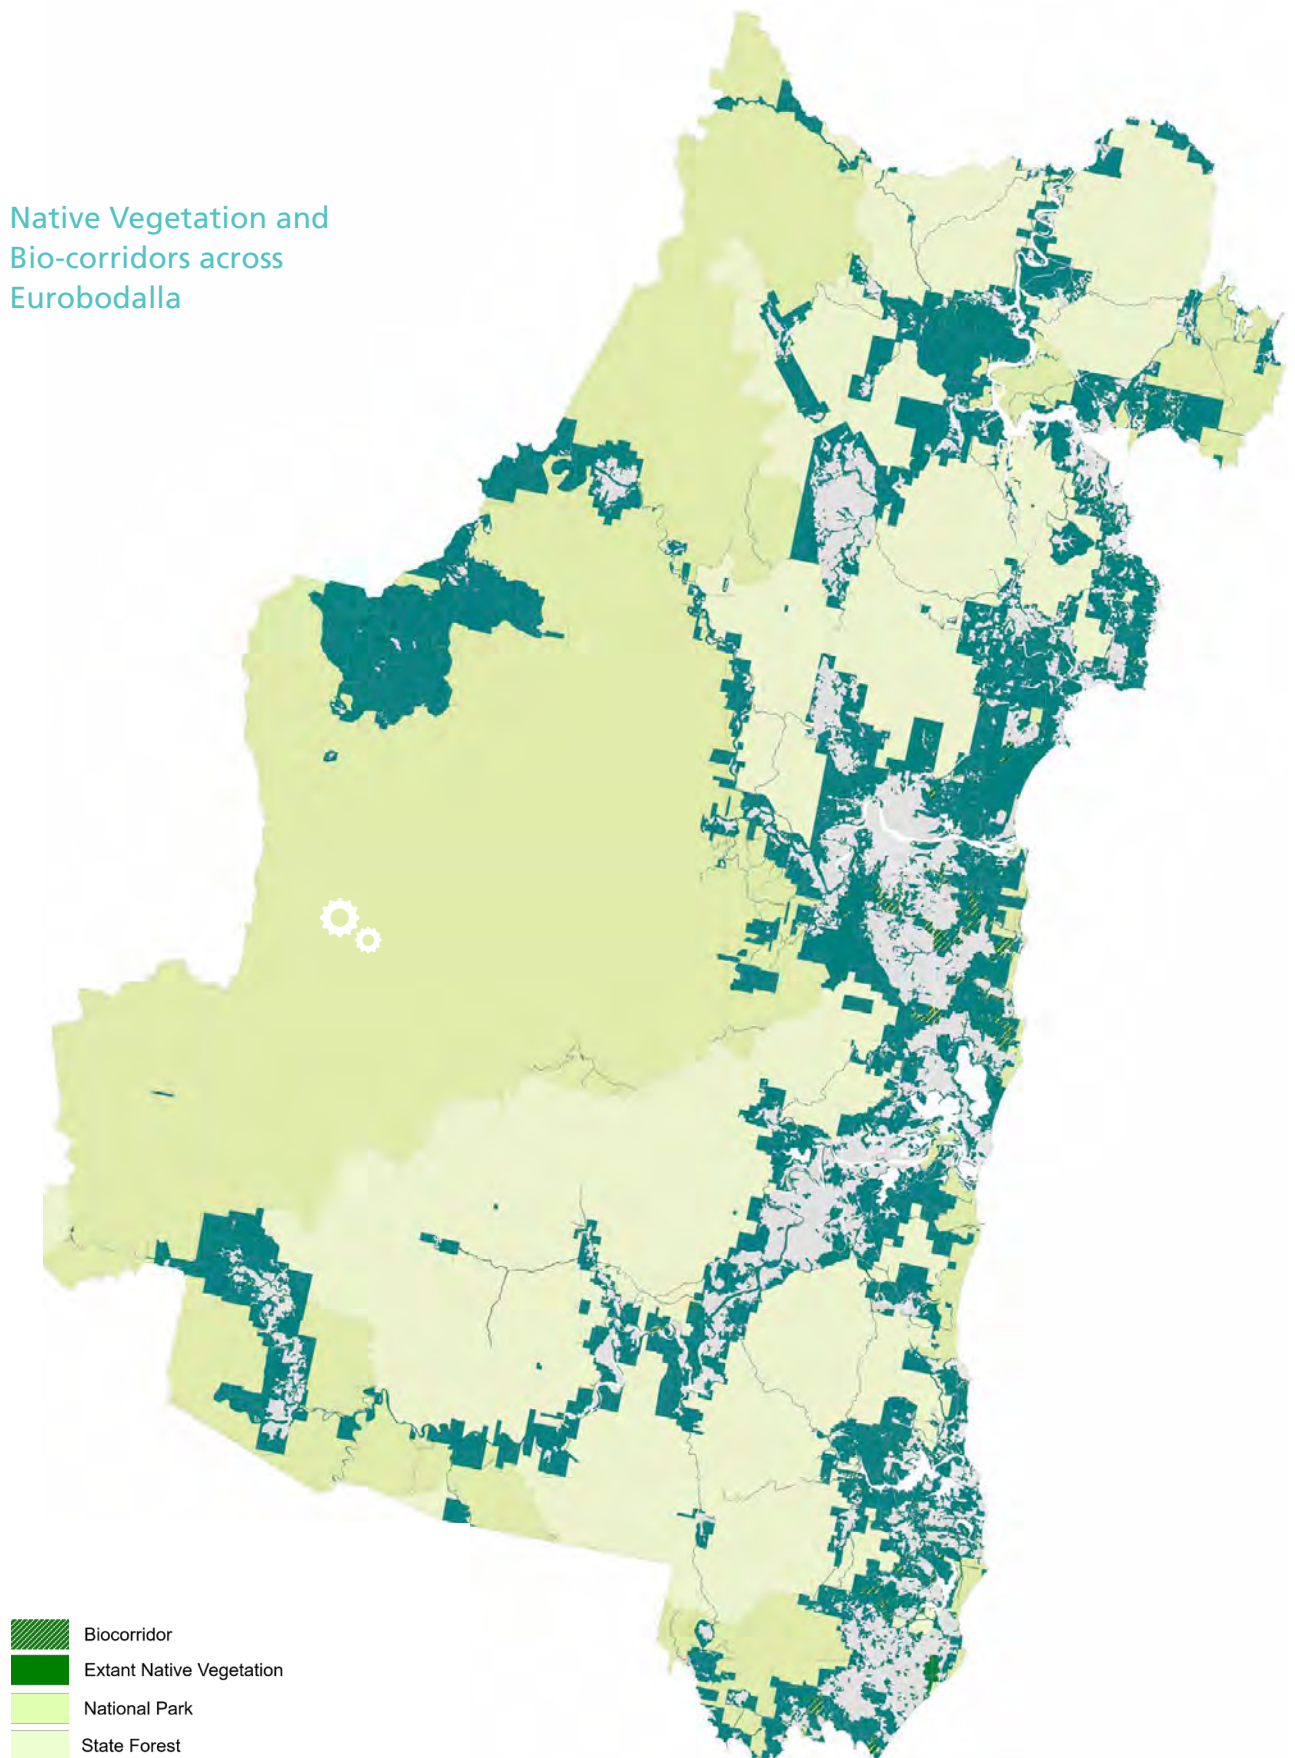 Native Vegetation and
Bio-corridors across
Eurobodalla
Biocorridor
Extant Native Vegetation
National Park
State Forest